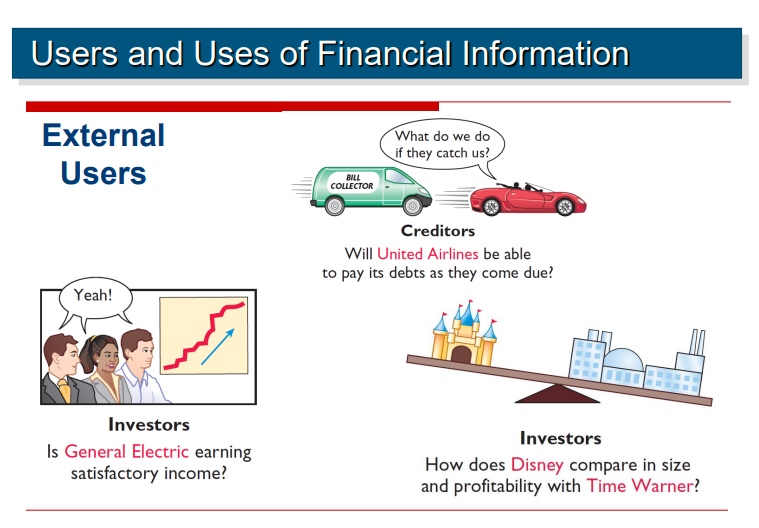 Users and Uses of Financial Information
External
Users
What do we do
if they catch us?
BILL
COLLECTOR
Creditors
Will United Airlines be able
to pay its debts as they come due?
Yeah!
Investors
Is General Electric earning
satisfactory income?
Investors
How does Disney compare in size
and profitability with Time Warner?